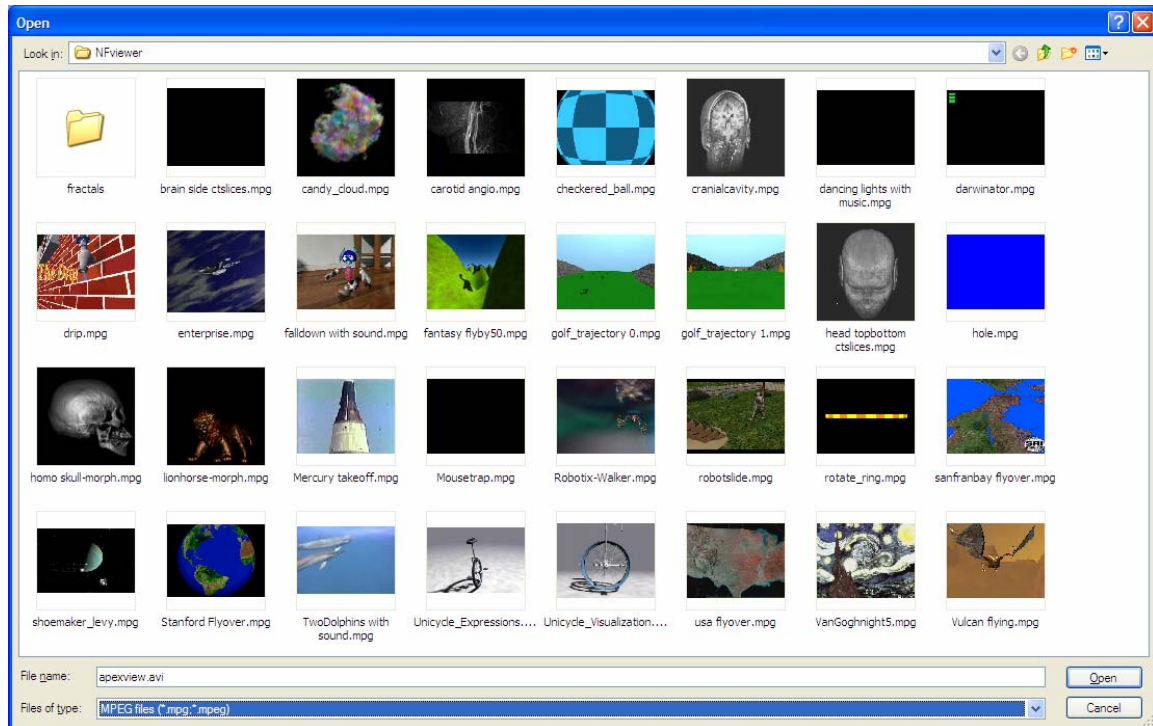 Open
Look in: NFviewer
fractals
brain side ctslices.mpg
candy_cloud.mpg
carotid angio.mpg
checkered_ball.mpg
cranialcavity.mpg
dancing lights with
music.mpg
darwinator.mpg
drip.mpg
enterprise.mpg
falldown with sound.mpg
fantasy flyby50.mpg
golf_trajectory 0.mpg
golf_trajectory 1.mpg
head topbottom
ctslices.mpg
hole.mpg
homo skull-morph.mpg
lionhorse-morph.mpg
Mercury takeoff.mpg
Mousetrap.mpg
Robotix-Walker.mpg
robotslide.mpg
rotate_ring.mpg
sanfranbay flyover.mpg
shoemaker_levy.mpg
Stanford Flyover.mpg
TwoDolphins with
sound.mpg
Unicycle_Expressions....
Unicycle_Visualization....
usa flyover.mpg
VanGoghnight5.mpg
Vulcan flying.mpg
File name: apexview.avi
Open
Files of type: MPEG files (*.mpg;*.mpeg)
Cancel